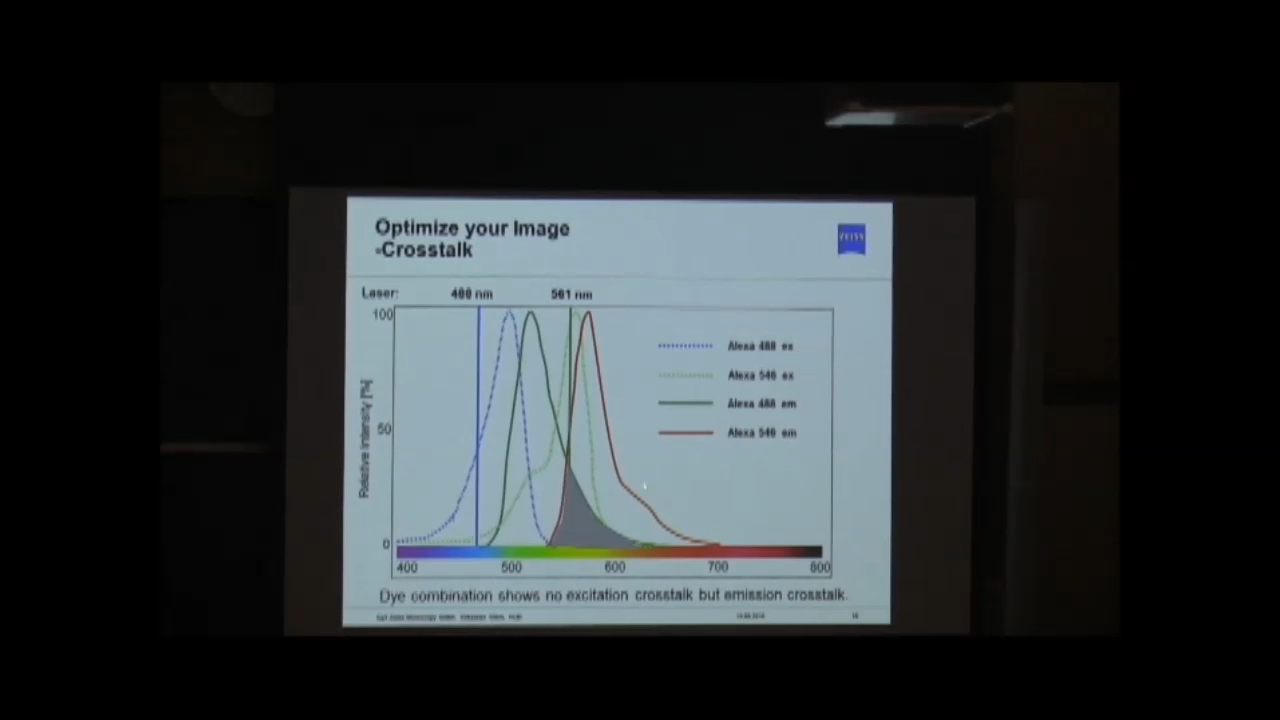 Optimize your Image
-Crosstalk
ZEISS
Laser:
488 nm
561 nm
100
50
0
Relative Intensity [%]
Alexa 488 ex
Alexa 546 ex
Alexa 488 em
Alexa 546 em
400
500
600
700
800
Dye combination shows no excitation crosstalk but emission crosstalk.